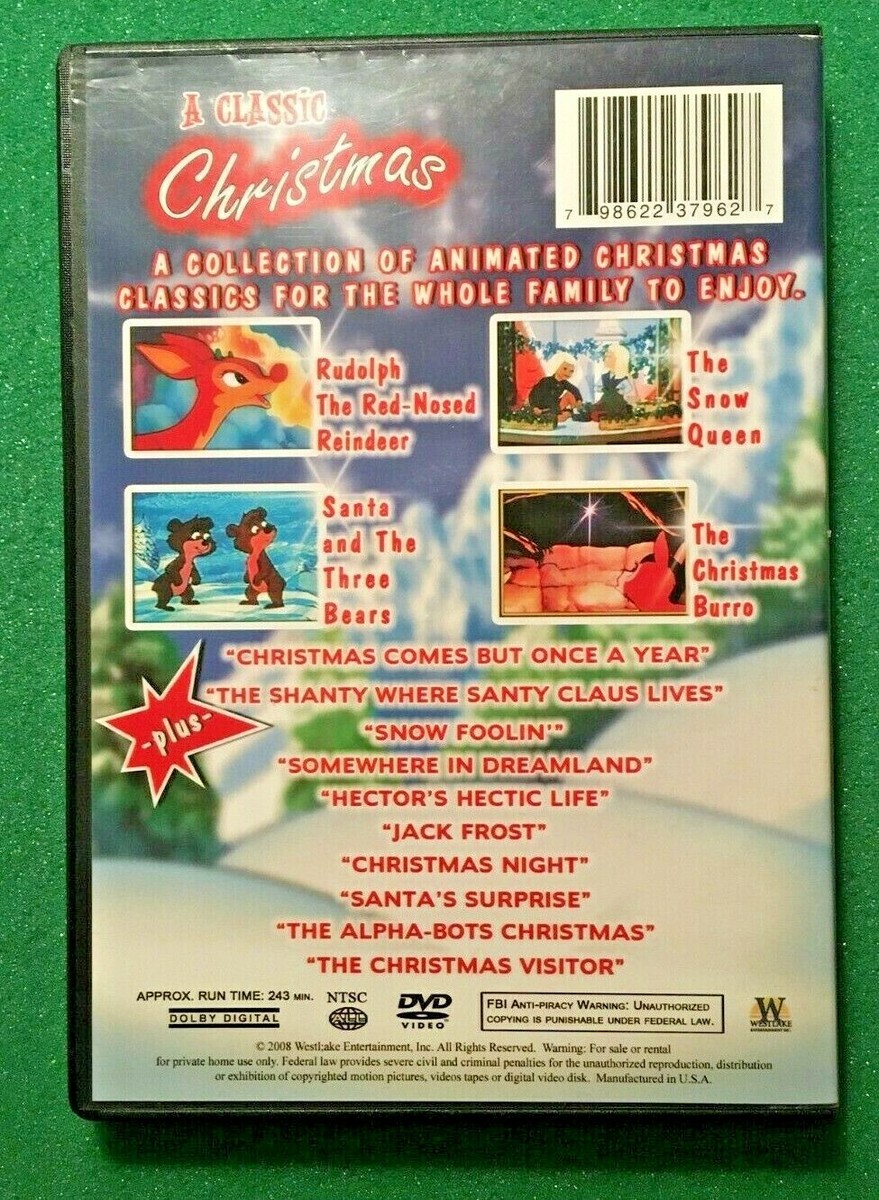 A CLASSIC
Christmas
7 98622 37962 7
A COLLECTION OF ANIMATED CHRISTMAS
CLASSICS FOR THE WHOLE FAMILY TO ENJOY.
Rudolph
The Red-Nosed
Reindeer
The
Snow
Queen
Santa
and The
Three
Bears
The
Christmas
Burro
-plus-
"CHRISTMAS COMES BUT ONCE A YEAR"
"THE SHANTY WHERE SANTY CLAUS LIVES"
"SNOW FOOLIN'"
"SOMEWHERE IN DREAMLAND"
"HECTOR'S HECTIC LIFE"
"JACK FROST"
"CHRISTMAS NIGHT"
"SANTA'S SURPRISE"
"THE ALPHA-BOTS CHRISTMAS"
"THE CHRISTMAS VISITOR"
APPROX. RUN TIME: 243 MIN.
DOLBY DIGITAL
NTSC
ALL
DVD
VIDEO
FBI ANTI-PIRACY WARNING: UNAUTHORIZED
COPYING IS PUNISHABLE UNDER FEDERAL LAW.
W
WESTLAKE
ENTERTAINMENT INC.
© 2008 Westl;ake Entertainment, Inc. All Rights Reserved. Warning: For sale or rental
for private home use only. Federal law provides severe civil and criminal penalties for the unauthorized reproduction, distribution
or exhibition of copyrighted motion pictures, videos tapes or digital video disk. Manufactured in U.S.A.